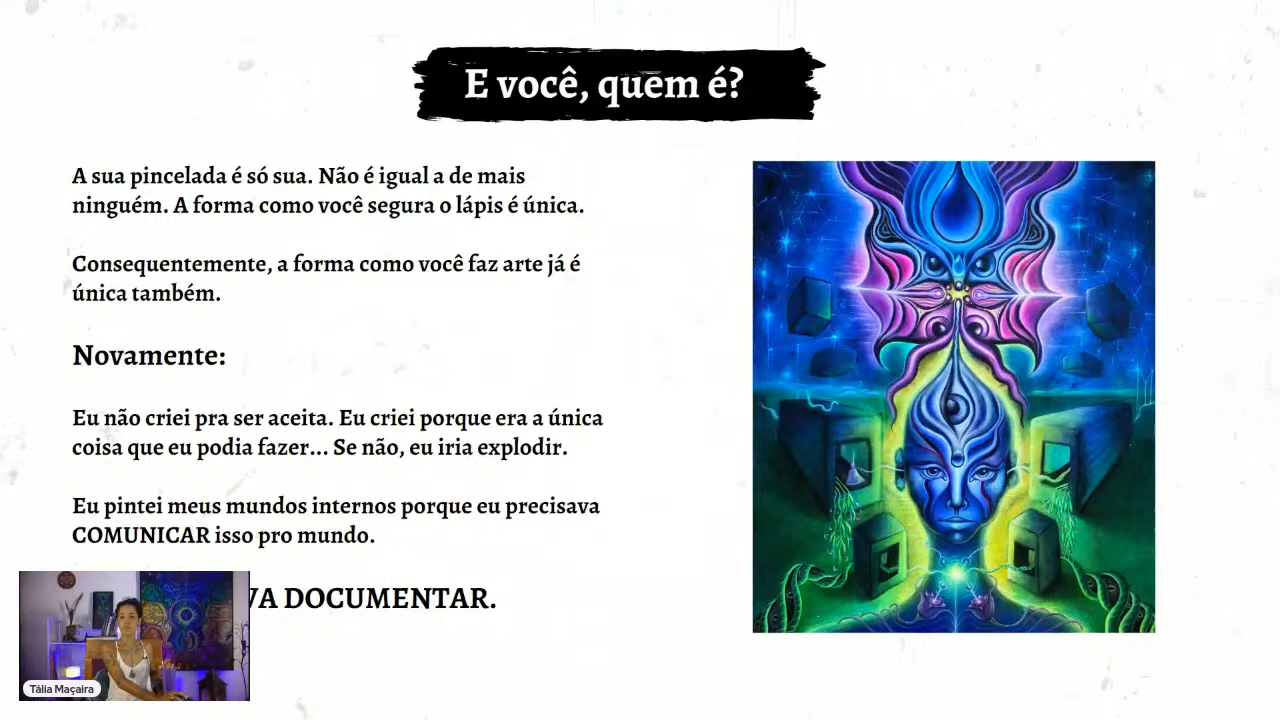 E você, quem é?
A sua pincelada é só sua. Não é igual a de mais
ninguém. A forma como você segura o lápis é única.
Consequentemente, a forma como você faz arte já é
única também.
Novamente:
Eu não criei pra ser aceita. Eu criei porque era a única
coisa que eu podia fazer... Se não, eu iria explodir.
Eu pintei meus mundos internos porque eu precisava
COMUNICAR isso pro mundo.
DOCUMENTAR.
Tália Maçaira